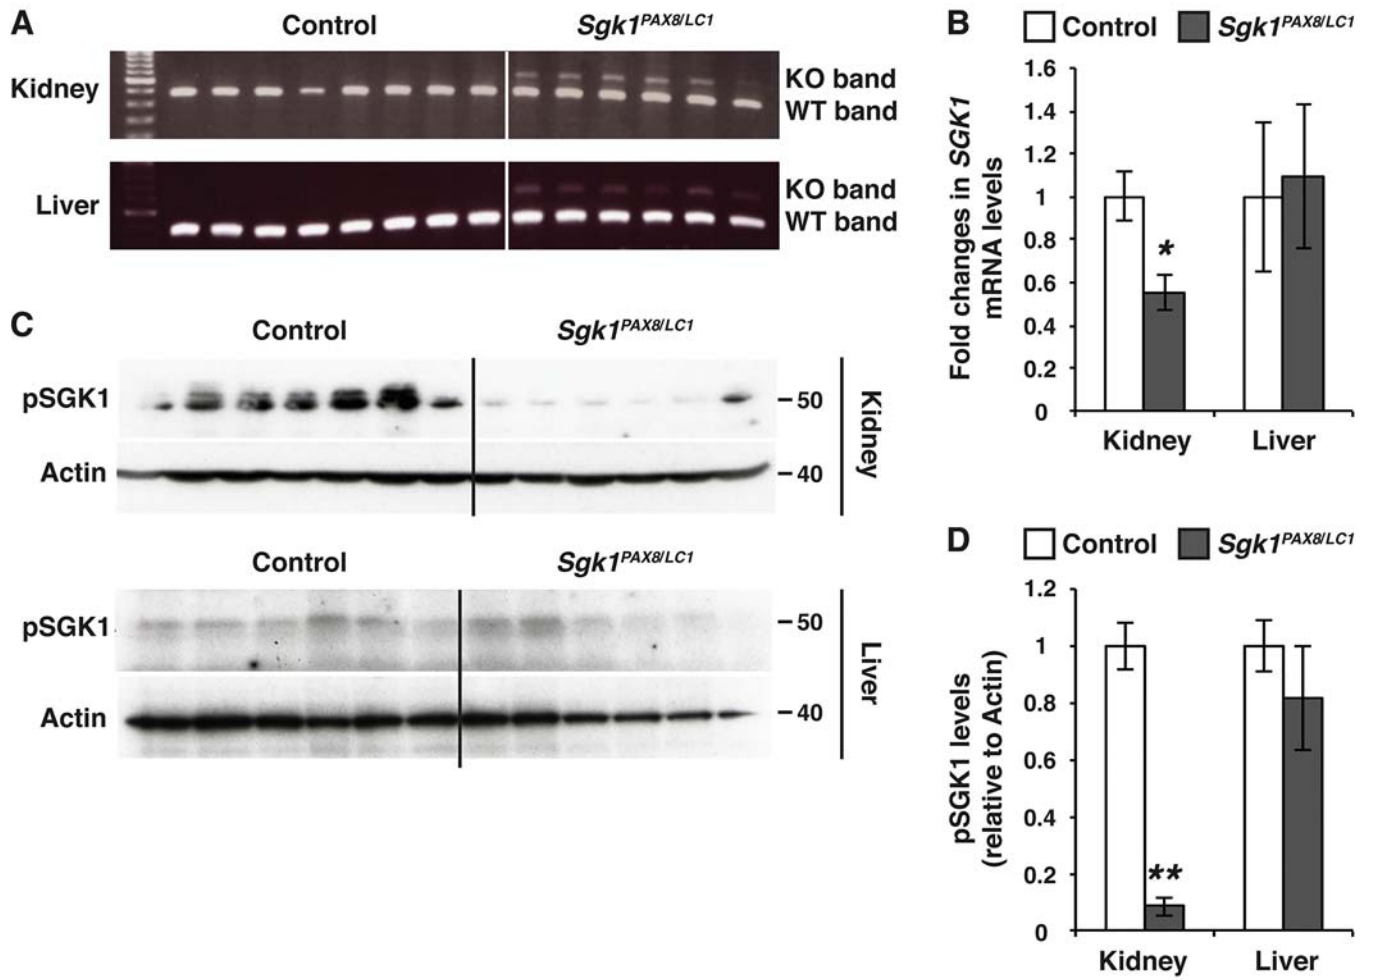 A
Control
Sgk1PAX8/LC1
Kidney
KO band
WT band
Liver
KO band
WT band
B
Control
Sgk1PAX8/LC1
Fold changes in SGK1
mRNA levels
1.6
1.4
1.2
1
0.8
0.6
0.4
0.2
0
*
Kidney
Liver
C
Control
Sgk1PAX8/LC1
pSGK1
50
Actin
40
Kidney
Control
Sgk1PAX8/LC1
pSGK1
50
Actin
40
Liver
D
Control
Sgk1PAX8/LC1
pSGK1 levels
(relative to Actin)
1.2
1
0.8
0.6
0.4
0.2
0
**
Kidney
Liver